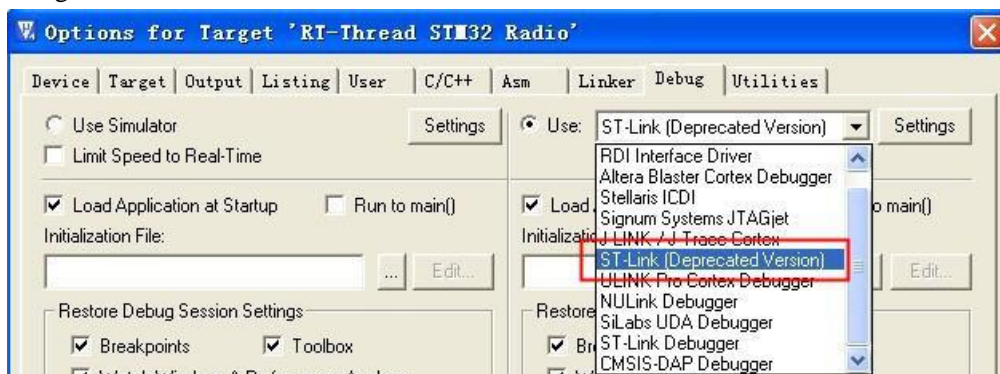 Options for Target 'RT-Thread STM32 Radio'
Device Target Output Listing User C/C++ Asm Linker Debug Utilities
Use Simulator Settings Use: ST-Link (Deprecated Version) Settings
Limit Speed to Real-Time
RDI Interface Driver
Altera Blaster Cortex Debugger
Stellaris ICDI
Load Application at Startup Run to main() Load Signum Systems JTAGjet o main()
Initialization File: J-LINK / J-Trace Cortex
ST-Link (Deprecated Version)
... Edit... Edit...
ULINK Pro Cortex Debugger
Restore Debug Session Settings Restore NULink Debugger
SiLabs UDA Debugger
Breakpoints Toolbox ST-Link Debugger
CMSIS-DAP Debugger